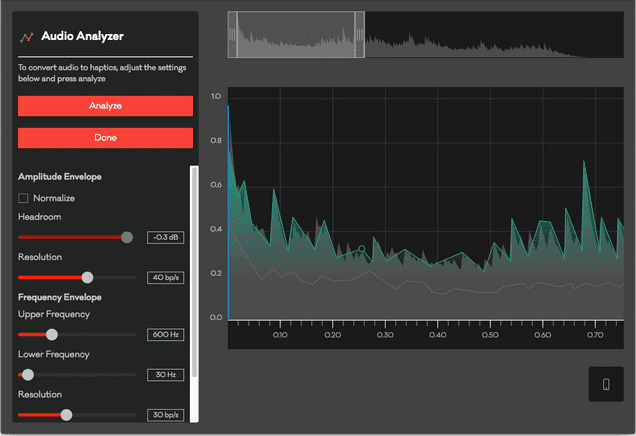 Audio Analyzer
To convert audio to haptics, adjust the settings
below and press analyze
Analyze
Done
Amplitude Envelope
Normalize
Headroom
-0.3 dB
Resolution
40 bp/s
Frequency Envelope
Upper Frequency
600 Hz
Lower Frequency
30 Hz
Resolution
30 bp/s
1.0
0.8
0.6
0.4
0.2
0.0
0.10 0.20 0.30 0.40 0.50 0.60 0.70